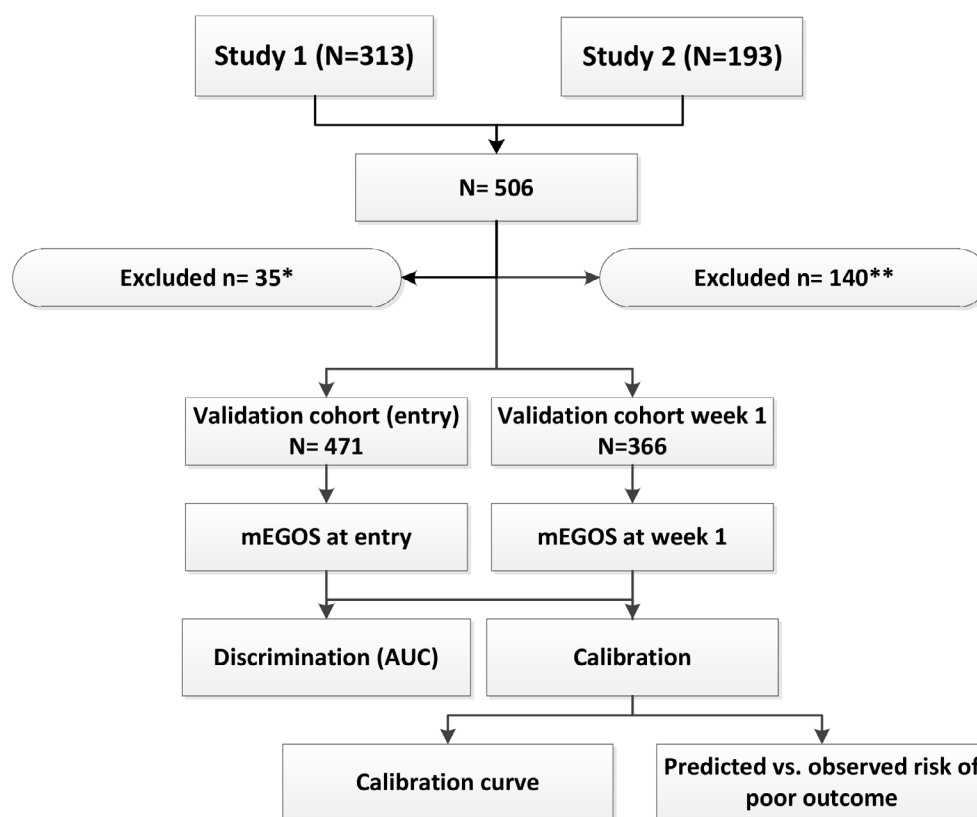 Study 1 (N=313)
Study 2 (N=193)
N= 506
Excluded n= 35*
Excluded n= 140**
Validation cohort (entry)
N= 471
Validation cohort week 1
N=366
mEGOS at entry
mEGOS at week 1
Discrimination (AUC)
Calibration
Calibration curve
Predicted vs. observed risk of
poor outcome